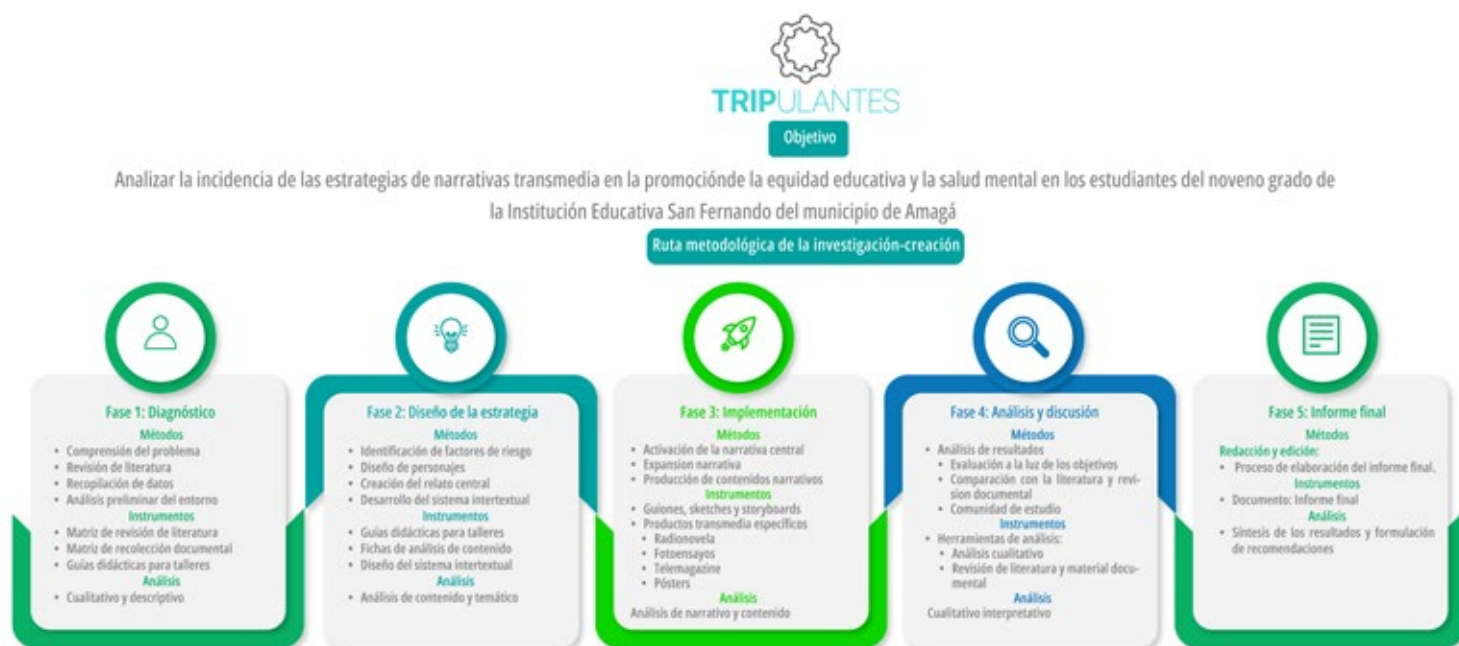 TRIPULANTES
Objetivo
Analizar la incidencia de las estrategias de narrativas transmedia en la promociónde la equidad educativa y la salud mental en los estudiantes del noveno grado de
la Institución Educativa San Fernando del municipio de Amagá
Ruta metodológica de la investigación-creación
Fase 1: Diagnóstico
Métodos
• Comprensión del problema
• Revisión de literatura
• Recopilación de datos
• Análisis preliminar del entorno
Instrumentos
• Matriz de revisión de literatura
• Matriz de recolección documental
• Guías didácticas para talleres
Análisis
• Cualitativo y descriptivo
Fase 2: Diseño de la estrategia
Métodos
• Identificación de factores de riesgo
• Diseño de personajes
• Creación del relato central
• Desarrollo del sistema intertextual
Instrumentos
• Guías didácticas para talleres
• Fichas de análisis de contenido
• Diseño del sistema intertextual
Análisis
• Análisis de contenido y temático
Fase 3: Implementación
Métodos
• Activación de la narrativa central
• Expansion narrativa
• Producción de contenidos narrativos
Instrumentos
• Guiones, sketches y storyboards
• Productos transmedia específicos
• Radionovela
• Fotoensayos
• Telemagazine
• Pósters
Análisis
Análisis de narrativo y contenido
Fase 4: Análisis y discusión
Métodos
• Análisis de resultados
• Evaluación a la luz de los objetivos
• Comparación con la literatura y revi-
sion documental
• Comunidad de estudio
Instrumentos
• Herramientas de análisis:
• Análisis cualitativo
• Revisión de literatura y material docu-
mental
Análisis
Cualitativo interpretativo
Fase 5: Informe final
Métodos
Redacción y edición:
• Proceso de elaboración del informe final.
Instrumentos
• Documento: Informe final
Análisis
• Síntesis de los resultados y formulación
de recomendaciones